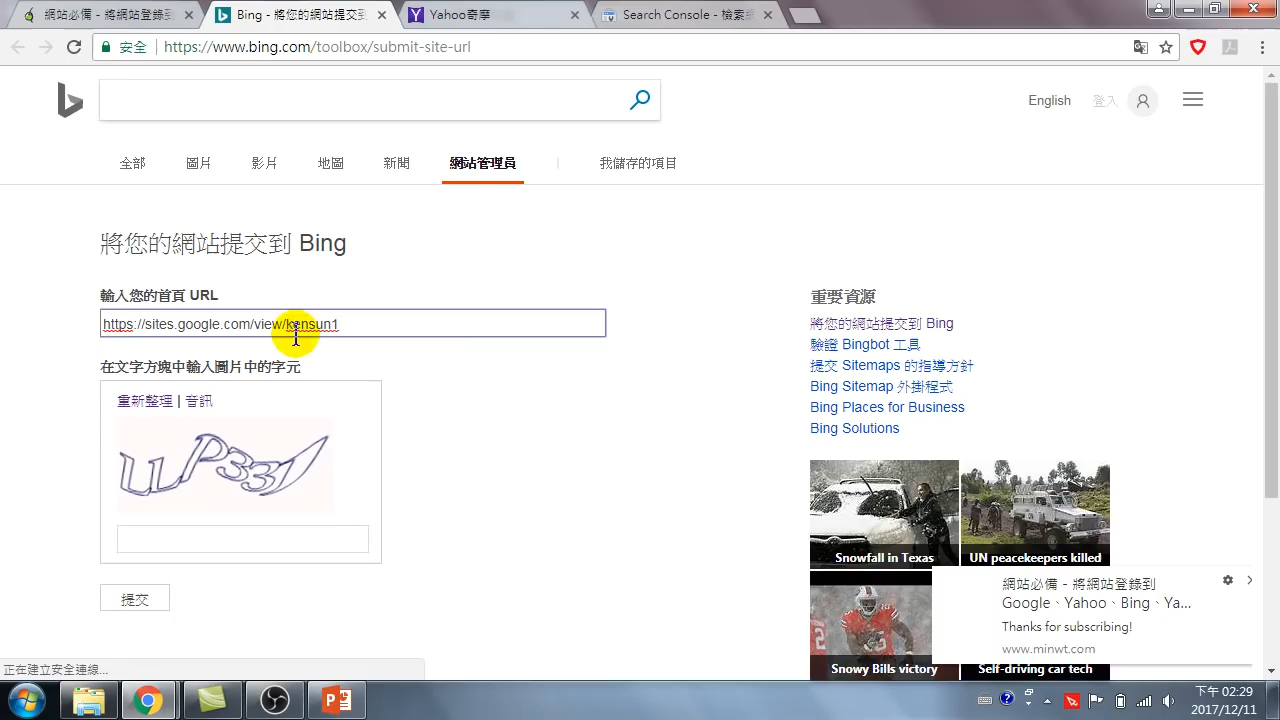 網站必備 - 將網站登錄到
Bing - 將您的網站提交到
Yahoo奇摩
Search Console - 檢索網
安全
https://www.bing.com/toolbox/submit-site-url
English
登入
全部
圖片
影片
地圖
新聞
網站管理員
我儲存的項目
將您的網站提交到 Bing
輸入您的首頁 URL
https://sites.google.com/view/kensun1
在文字方塊中輸入圖片中的字元
重新整理 | 音訊
提交
重要資源
將您的網站提交到 Bing
驗證 Bingbot 工具
提交 Sitemaps 的指導方針
Bing Sitemap 外掛程式
Bing Places for Business
Bing Solutions
Snowfall in Texas
UN peacekeepers killed
Snowy Bills victory
Self-driving car tech
網站必備 - 將網站登錄到
Google、Yahoo、Bing、Ya...
Thanks for subscribing!
www.minwt.com
正在建立安全連線...
下午 02:29
2017/12/11